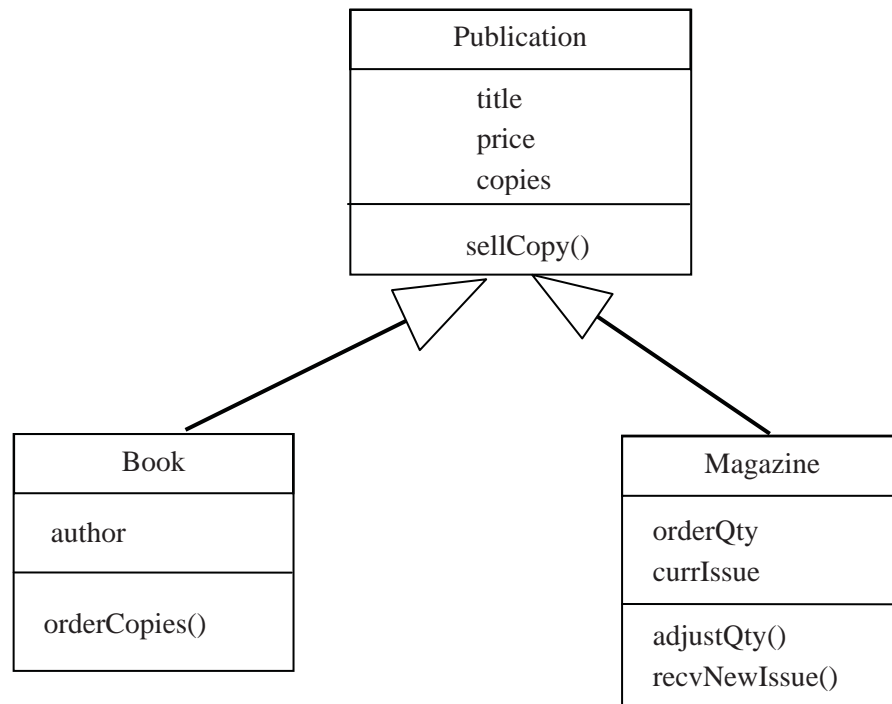 Publication
title
price
copies
sellCopy()
Book
author
orderCopies()
Magazine
orderQty
currIssue
adjustQty()
recvNewIssue()